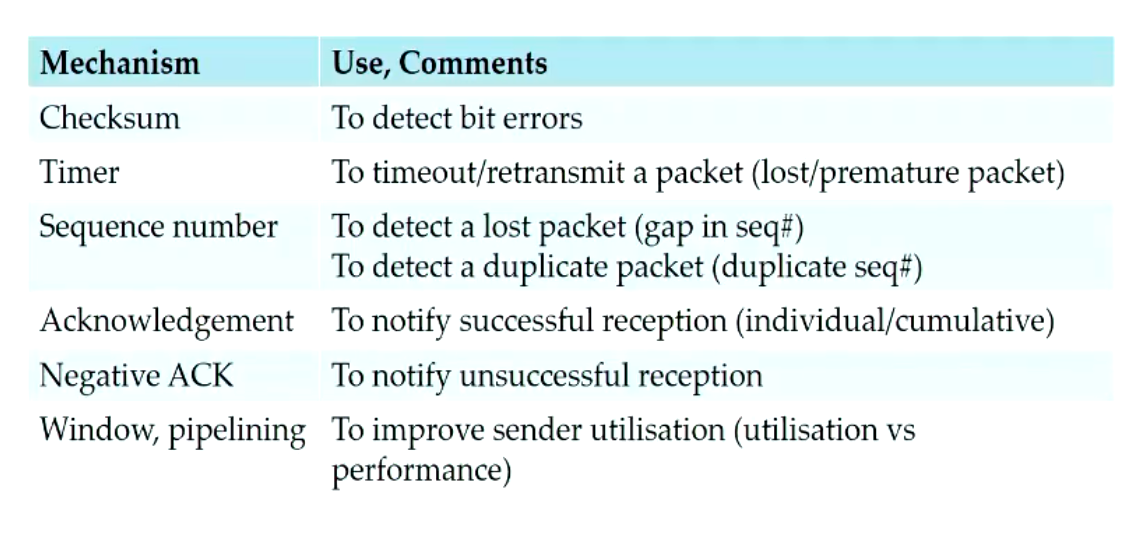 Mechanism Use, Comments
Checksum To detect bit errors
Timer To timeout/retransmit a packet (lost/premature packet)
Sequence number To detect a lost packet (gap in seq#)
To detect a duplicate packet (duplicate seq#)
Acknowledgement To notify successful reception (individual/cumulative)
Negative ACK To notify unsuccessful reception
Window, pipelining To improve sender utilisation (utilisation vs
performance)